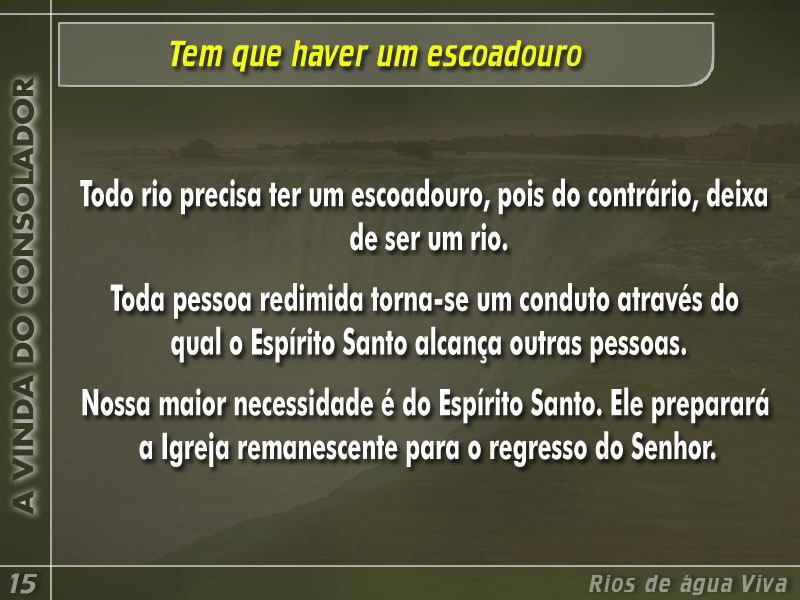 Tem que haver um escoadouro
A VINDA DO CONSOLADOR
Todo rio precisa ter um escoadouro, pois do contrário, deixa
de ser um rio.
Toda pessoa redimida torna-se um conduto através do
qual o Espírito Santo alcança outras pessoas.
Nossa maior necessidade é do Espírito Santo. Ele preparará
a Igreja remanescente para o regresso do Senhor.
15
Rios de água Viva